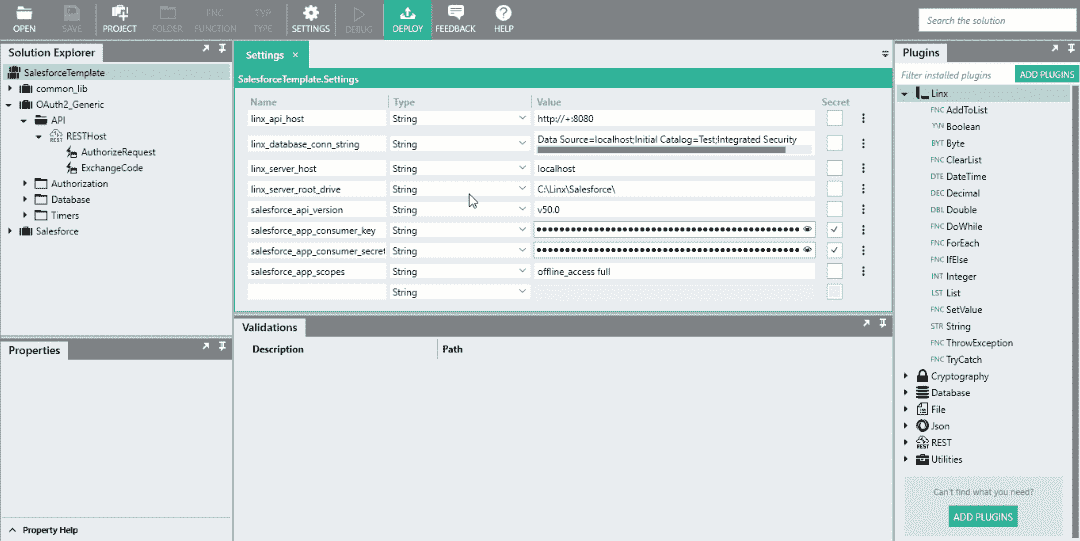 OPEN
SAVE
PROJECT
FOLDER
FNC
FUNCTION
TYP
TYPE
SETTINGS
DEBUG
DEPLOY
FEEDBACK
HELP
Search the solution
Solution Explorer
SalesforceTemplate
common_lib
OAuth2_Generic
API
REST
RESTHost
AuthorizeRequest
ExchangeCode
Authorization
Database
Timers
Salesforce
Properties
Property Help
Settings ×
SalesforceTemplate.Settings
Name Type Value Secret
linx_api_host String http://+:8080
linx_database_conn_string String Data Source=localhost;Initial Catalog=Test;Integrated Security
linx_server_host String localhost
linx_server_root_drive String C:\Linx\Salesforce\
salesforce_api_version String v50.0
salesforce_app_consumer_key String
salesforce_app_consumer_secret String
salesforce_app_scopes String offline_access full
String
Validations
Description Path
Plugins
Filter installed plugins ADD PLUGINS
Linx
FNC AddToList
Y\N Boolean
BYT Byte
FNC ClearList
DTE DateTime
DEC Decimal
DBL Double
FNC DoWhile
FNC ForEach
FNC IfElse
INT Integer
LST List
FNC SetValue
STR String
FNC ThrowException
FNC TryCatch
Cryptography
Database
File
Json
REST REST
Utilities
Can't find what you need?
ADD PLUGINS